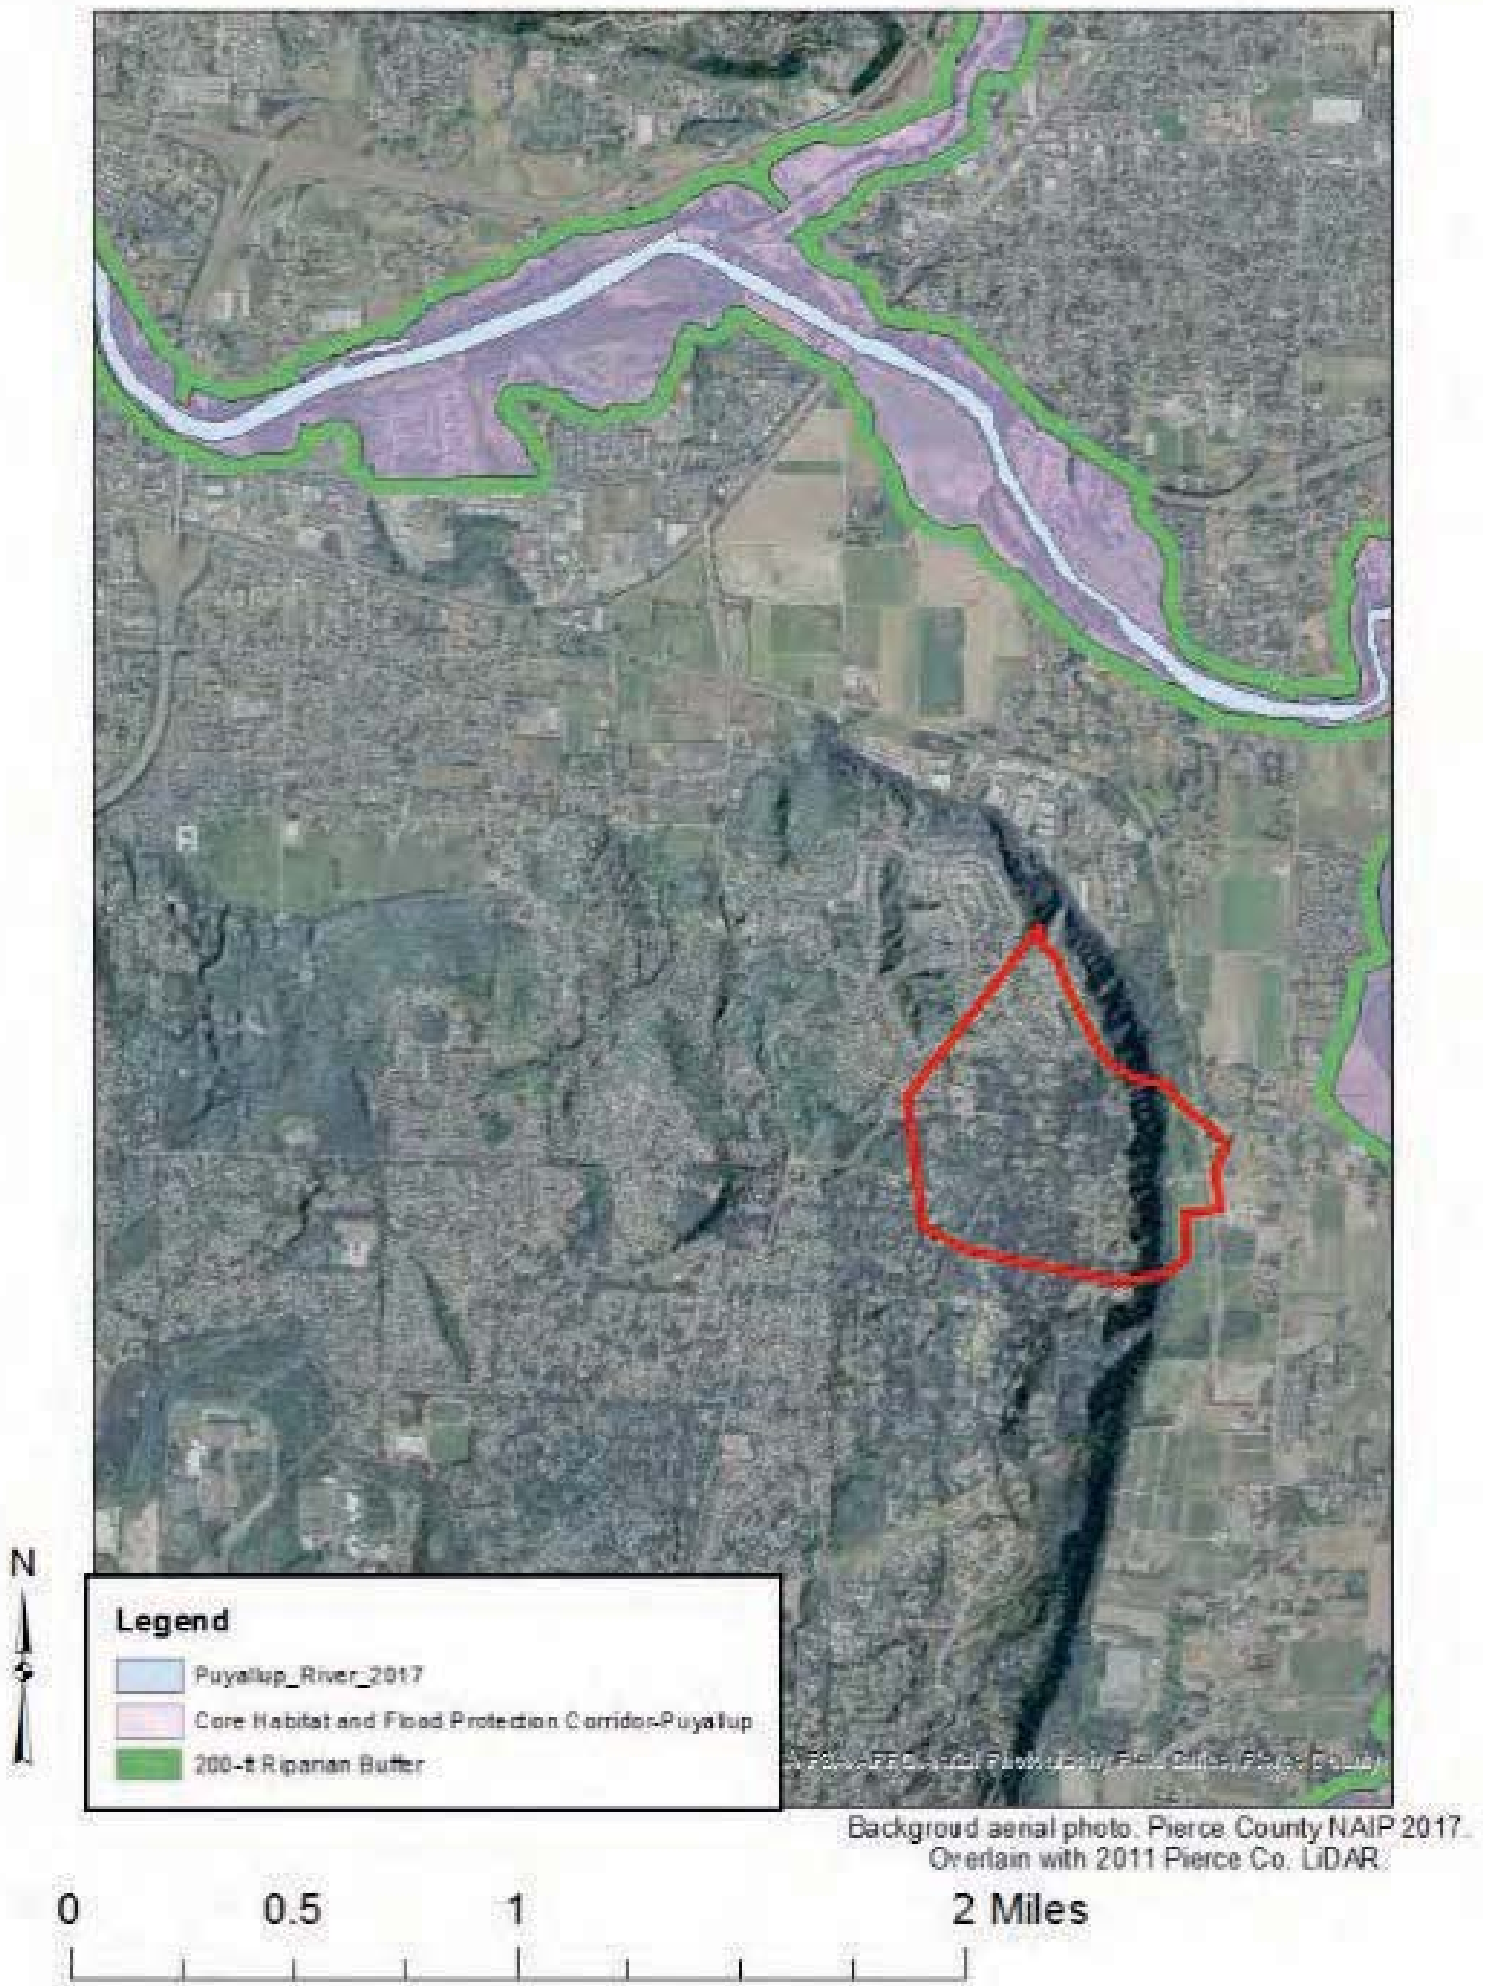 N
Legend
Puyallup_River_2017
Core Habitat and Flood Protection Corridor-Puyallup
200-ft Riparian Buffer
Backgroud aerial photo. Pierce County NAIP 2017.
Overlain with 2011 Pierce Co. LiDAR
0 0.5 1 2 Miles